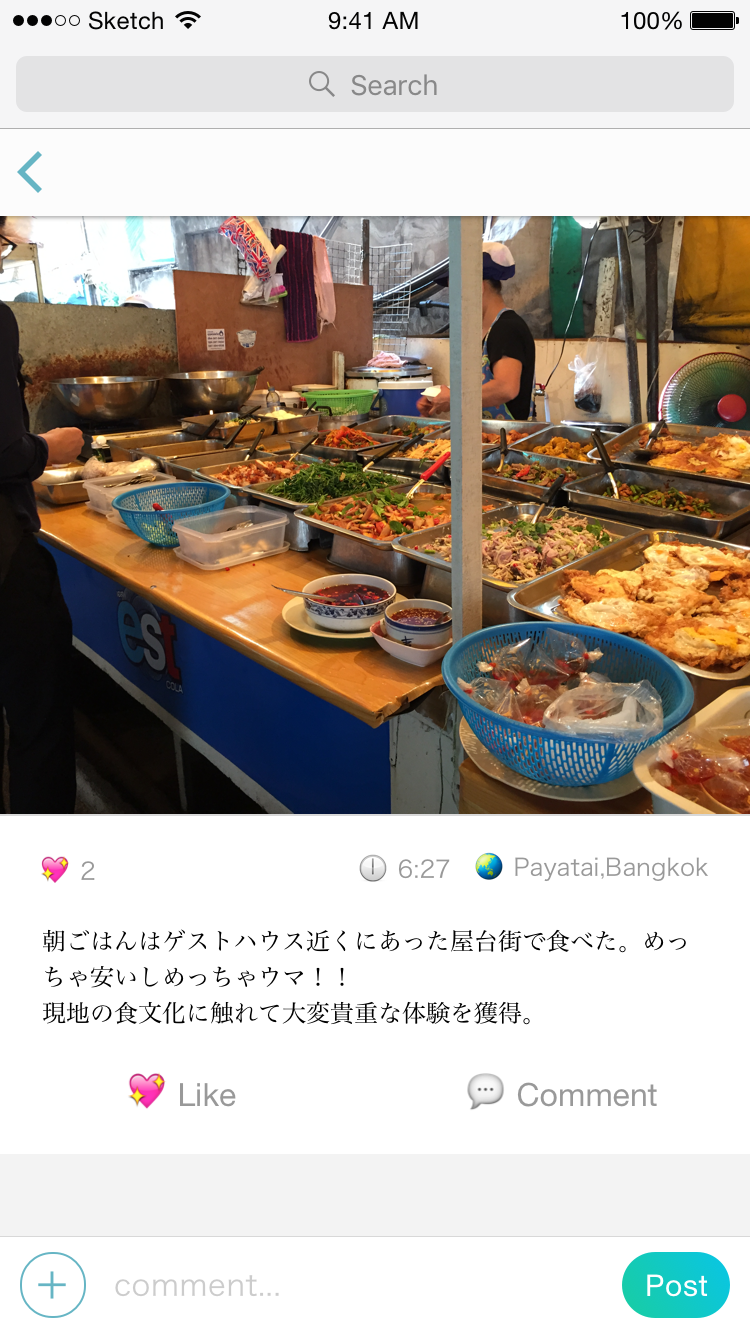 Sketch 9:41 AM 100%
Search
est
COLA
2 6:27 Payatai,Bangkok
朝ごはんはゲストハウス近くにあった屋台街で食べた。めっ
ちゃ安いしめっちゃウマ！！
現地の食文化に触れて大変貴重な体験を獲得。
Like Comment
comment... Post